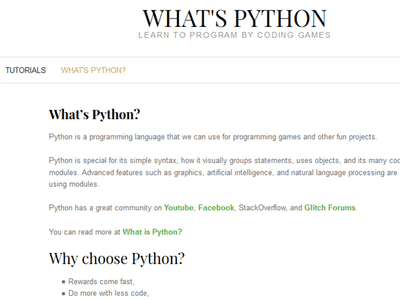 WHAT'S PYTHON
LEARN TO PROGRAM BY CODING GAMES
TUTORIALS WHAT'S PYTHON?
What's Python?
Python is a programming language that we can use for programming games and other fun projects.
Python is special for its simple syntax, how it visually groups statements, uses objects, and its many
modules. Advanced features such as graphics, artificial intelligence, and natural language processing are
using modules.
Python has a great community on Youtube, Facebook, StackOverflow, and Glitch Forums.
You can read more at What is Python?
Why choose Python?
Rewards come fast,
Do more with less code,